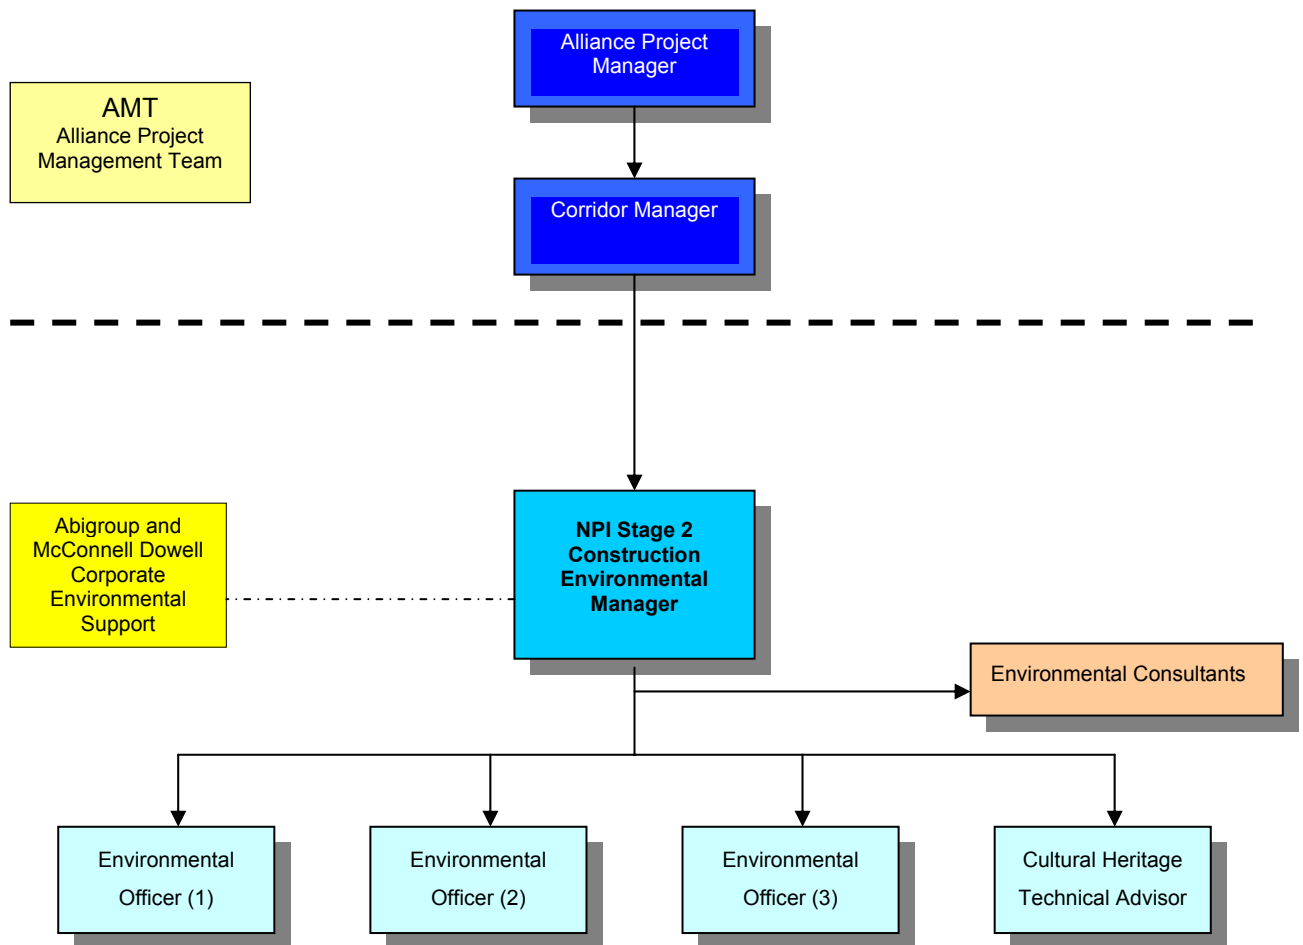 Alliance Project
Manager
AMT
Alliance Project
Management Team
Corridor Manager
Abigroup and
McConnell Dowell
Corporate
Environmental
Support
NPI Stage 2
Construction
Environmental
Manager
Environmental Consultants
Environmental
Officer (1)
Environmental
Officer (2)
Environmental
Officer (3)
Cultural Heritage
Technical Advisor